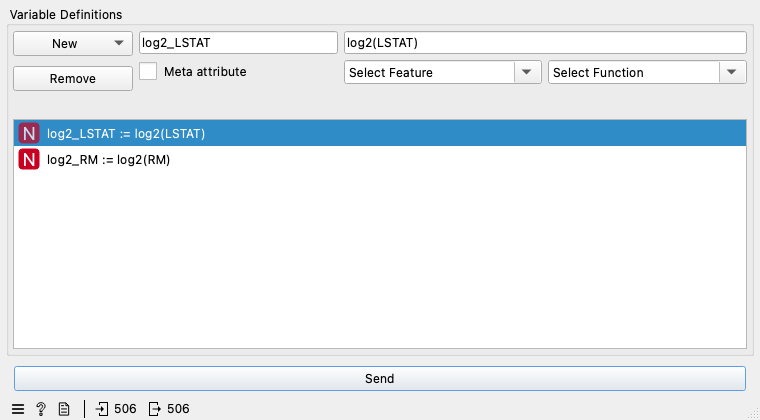 Variable Definitions
New log2_LSTAT log2(LSTAT)
Remove Meta attribute Select Feature Select Function
N log2_LSTAT := log2(LSTAT)
N log2_RM := log2(RM)
Send
? 506 506